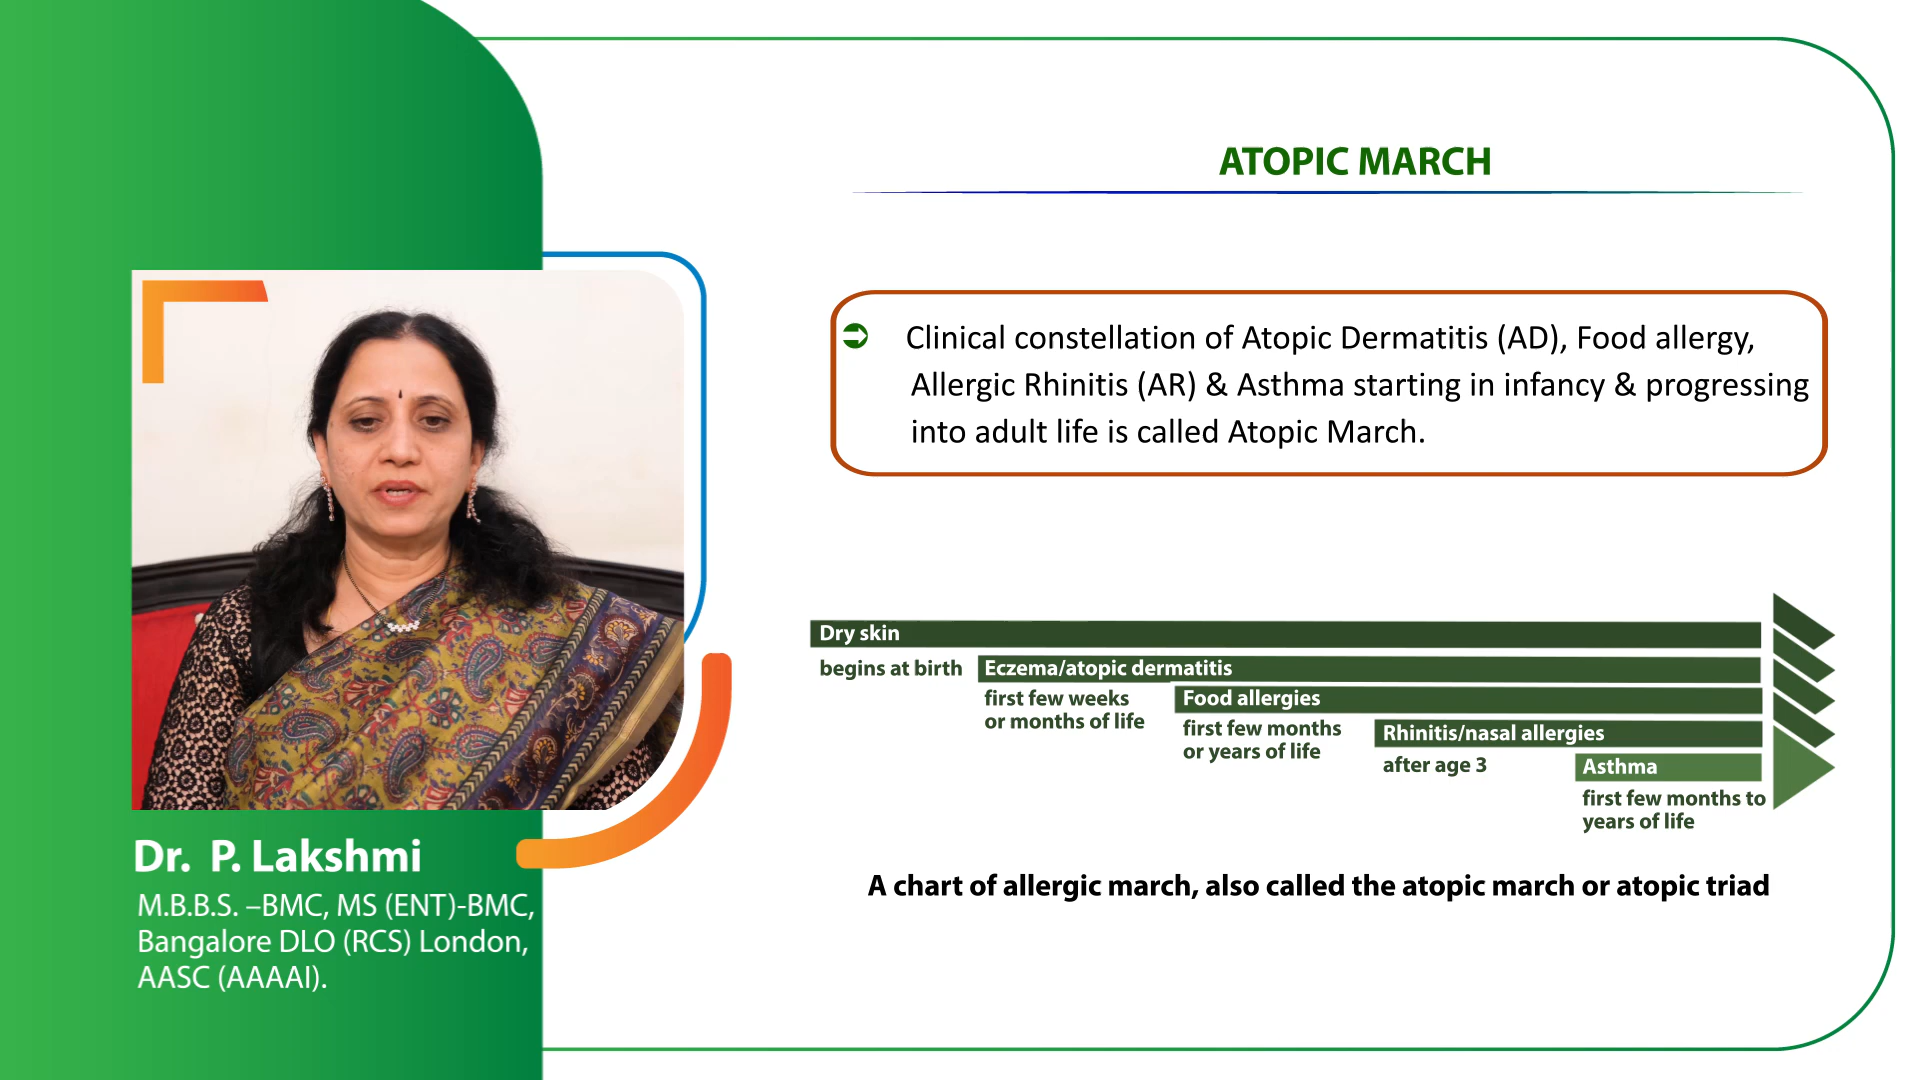 ATOPIC MARCH
Clinical constellation of Atopic Dermatitis (AD), Food allergy,
Allergic Rhinitis (AR) & Asthma starting in infancy & progressing
into adult life is called Atopic March.
Dry skin
begins at birth
Eczema/atopic dermatitis
first few weeks
or months of life
Food allergies
first few months
or years of life
Rhinitis/nasal allergies
after age 3
Asthma
first few months to
years of life
A chart of allergic march, also called the atopic march or atopic triad
Dr. P. Lakshmi
M.B.B.S. –BMC, MS (ENT)-BMC,
Bangalore DLO (RCS) London,
AASC (AAAAI).